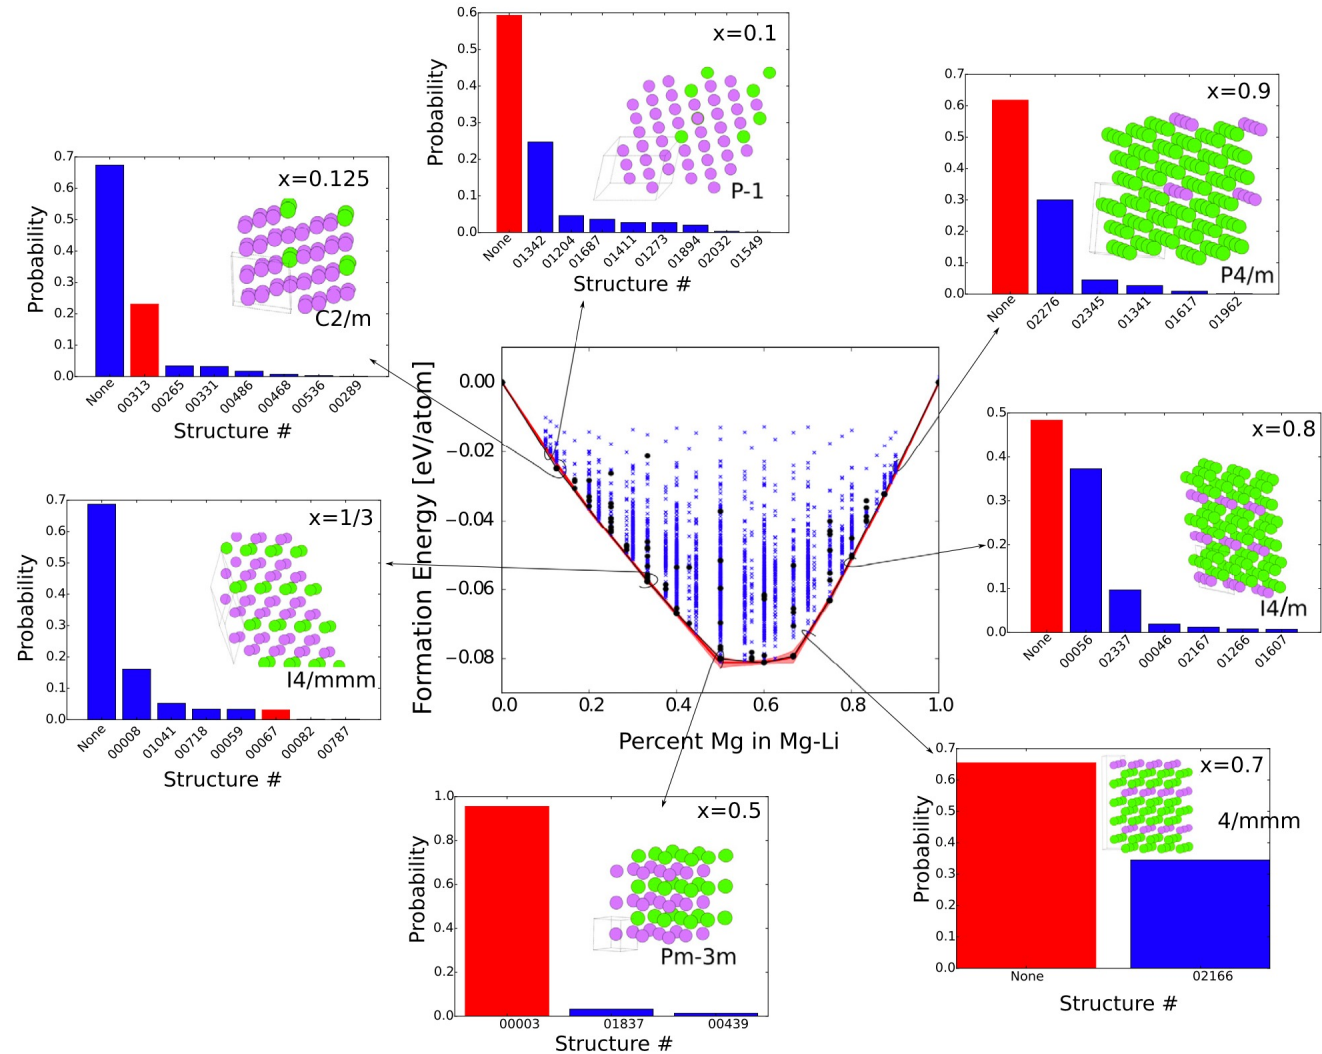 x=0.1
Probability
0.6
0.5
0.4
0.3
0.2
0.1
0.0
P-1
None
01342
01204
01687
01411
01273
01894
02032
01549
Structure #
x=0.9
Probability
0.7
0.6
0.5
0.4
0.3
0.2
0.1
0.0
P4/m
None
02276
02345
01341
01617
01962
x=0.125
Probability
0.7
0.6
0.5
0.4
0.3
0.2
0.1
0.0
C2/m
None
00313
00265
00331
00486
00468
00536
00289
Structure #
Formation Energy [eV/atom]
0.00
−0.02
−0.04
−0.06
−0.08
0.0
0.2
0.4
0.6
0.8
1.0
Percent Mg in Mg-Li
x=0.8
Probability
0.5
0.4
0.3
0.2
0.1
0.0
I4/m
None
00056
02337
00046
02167
01266
01607
x=1/3
Probability
0.7
0.6
0.5
0.4
0.3
0.2
0.1
0.0
I4/mmm
None
00008
01041
00718
00059
00067
00082
00787
Structure #
x=0.5
Probability
1.0
0.8
0.6
0.4
0.2
0.0
Pm-3m
00003
01837
00439
Structure #
x=0.7
Probability
0.7
0.6
0.5
0.4
0.3
0.2
0.1
0.0
4/mmm
None
02166
Structure #